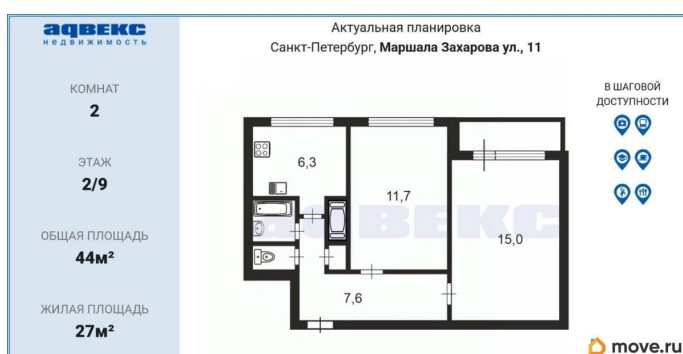 адвекс
НЕДВИЖИМОСТЬ
КОМНАТ
2
ЭТАЖ
2/9
ОБЩАЯ ПЛОЩАДЬ
44м²
ЖИЛАЯ ПЛОЩАДЬ
27м²
Актуальная планировка
Санкт-Петербург, Маршала Захарова ул., 11
6,3
11,7
15,0
7,6
адвекс
В ШАГОВОЙ
ДОСТУПНОСТИ
move.ru